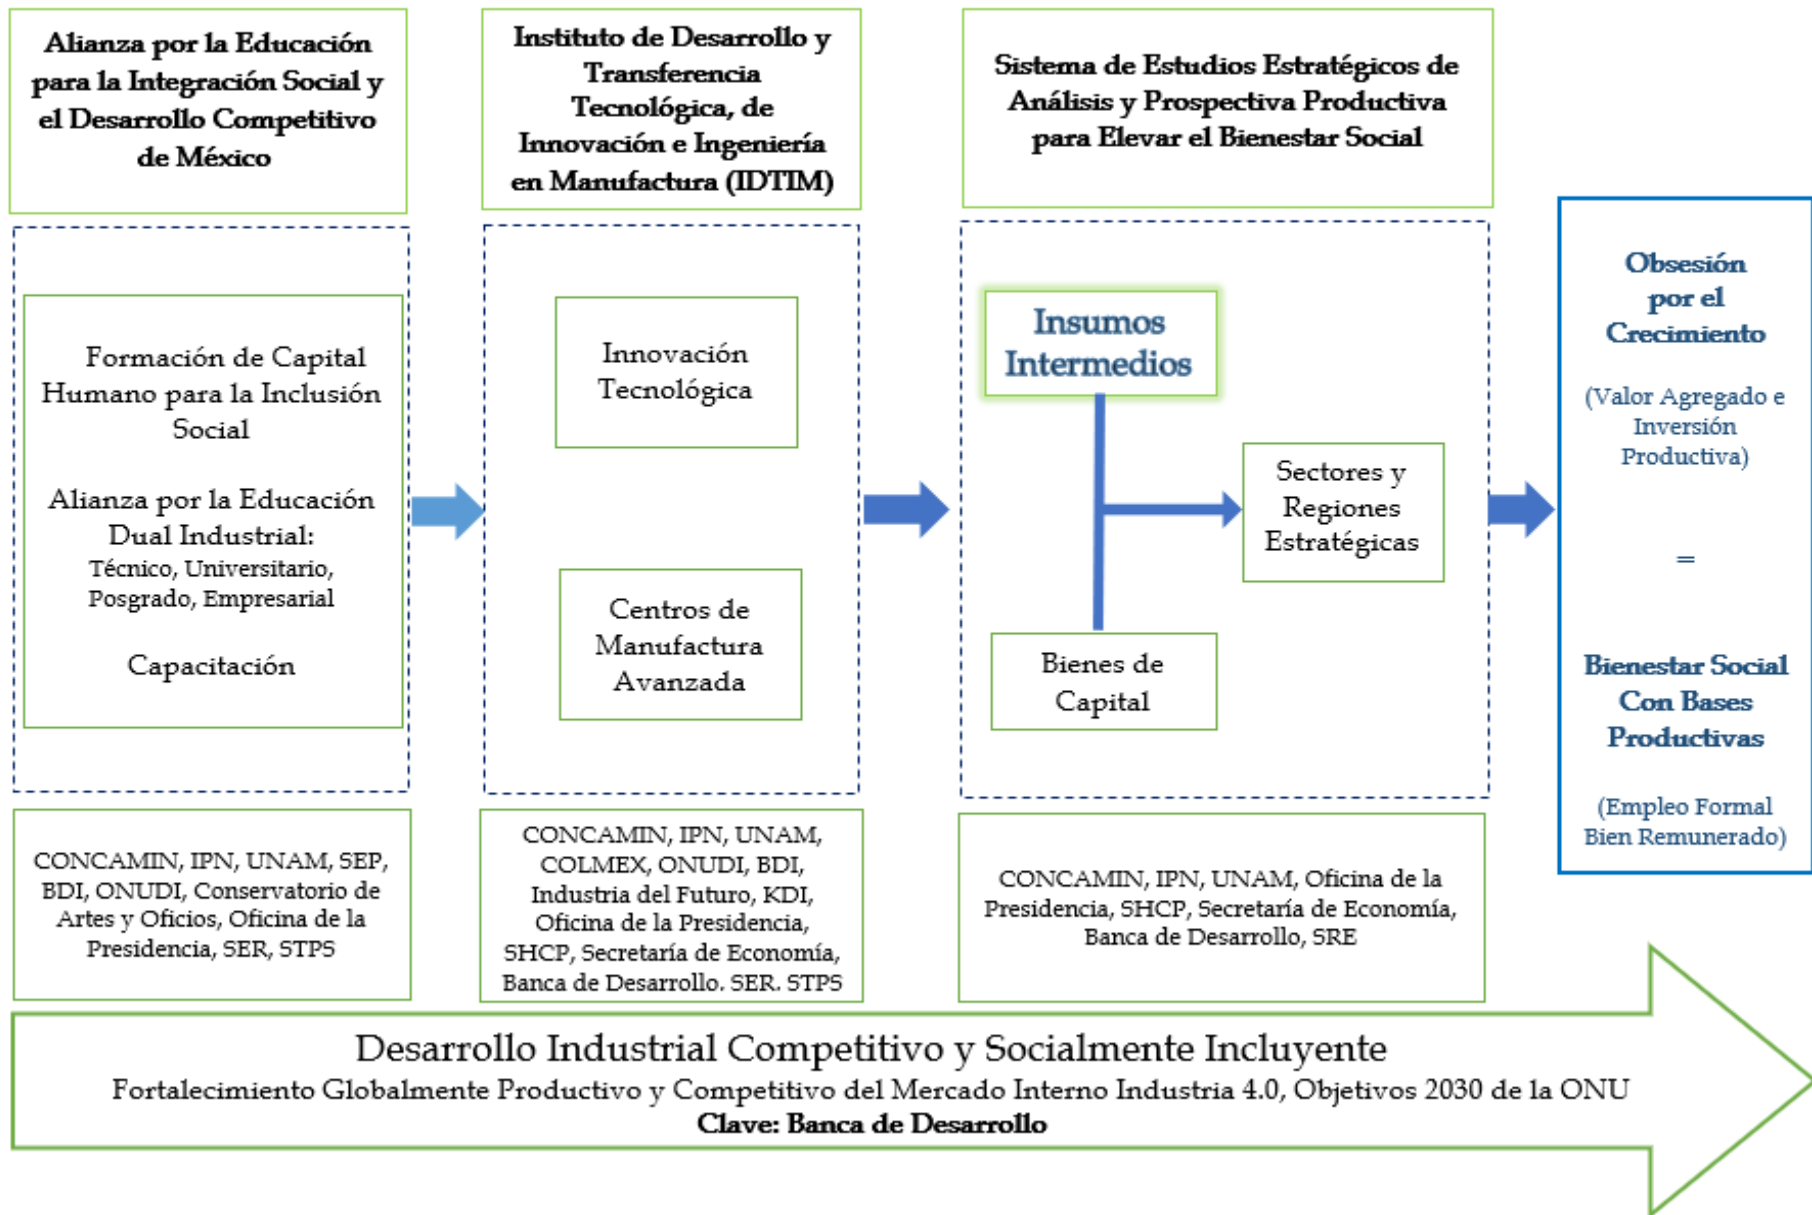 Alianza por la Educación
para la Integración Social y
el Desarrollo Competitivo
de México
Instituto de Desarrollo y
Transferencia
Tecnológica, de
Innovación e Ingeniería
en Manufactura (IDTIM)
Sistema de Estudios Estratégicos de
Análisis y Prospectiva Productiva
para Elevar el Bienestar Social
Formación de Capital
Humano para la Inclusión
Social
Alianza por la Educación
Dual Industrial:
Técnico, Universitario,
Posgrado, Empresarial
Capacitación
Innovación
Tecnológica
Centros de
Manufactura
Avanzada
Insumos
Intermedios
Sectores y
Regiones
Estratégicas
Bienes de
Capital
Obsesión
por el
Crecimiento
(Valor Agregado e
Inversión
Productiva)
=
Bienestar Social
Con Bases
Productivas
(Empleo Formal
Bien Remunerado)
CONCAMIN, IPN, UNAM, SEP,
BDI, ONUDI, Conservatorio de
Artes y Oficios, Oficina de la
Presidencia, SER, STPS
CONCAMIN, IPN, UNAM,
COLMEX, ONUDI, BDI,
Industria del Futuro, KDI,
Oficina de la Presidencia,
SHCP, Secretaría de Economía,
Banca de Desarrollo. SER. STPS
CONCAMIN, IPN, UNAM, Oficina de la
Presidencia, SHCP, Secretaría de Economía,
Banca de Desarrollo, SRE
Desarrollo Industrial Competitivo y Socialmente Incluyente
Fortalecimiento Globalmente Productivo y Competitivo del Mercado Interno Industria 4.0, Objetivos 2030 de la ONU
Clave: Banca de Desarrollo